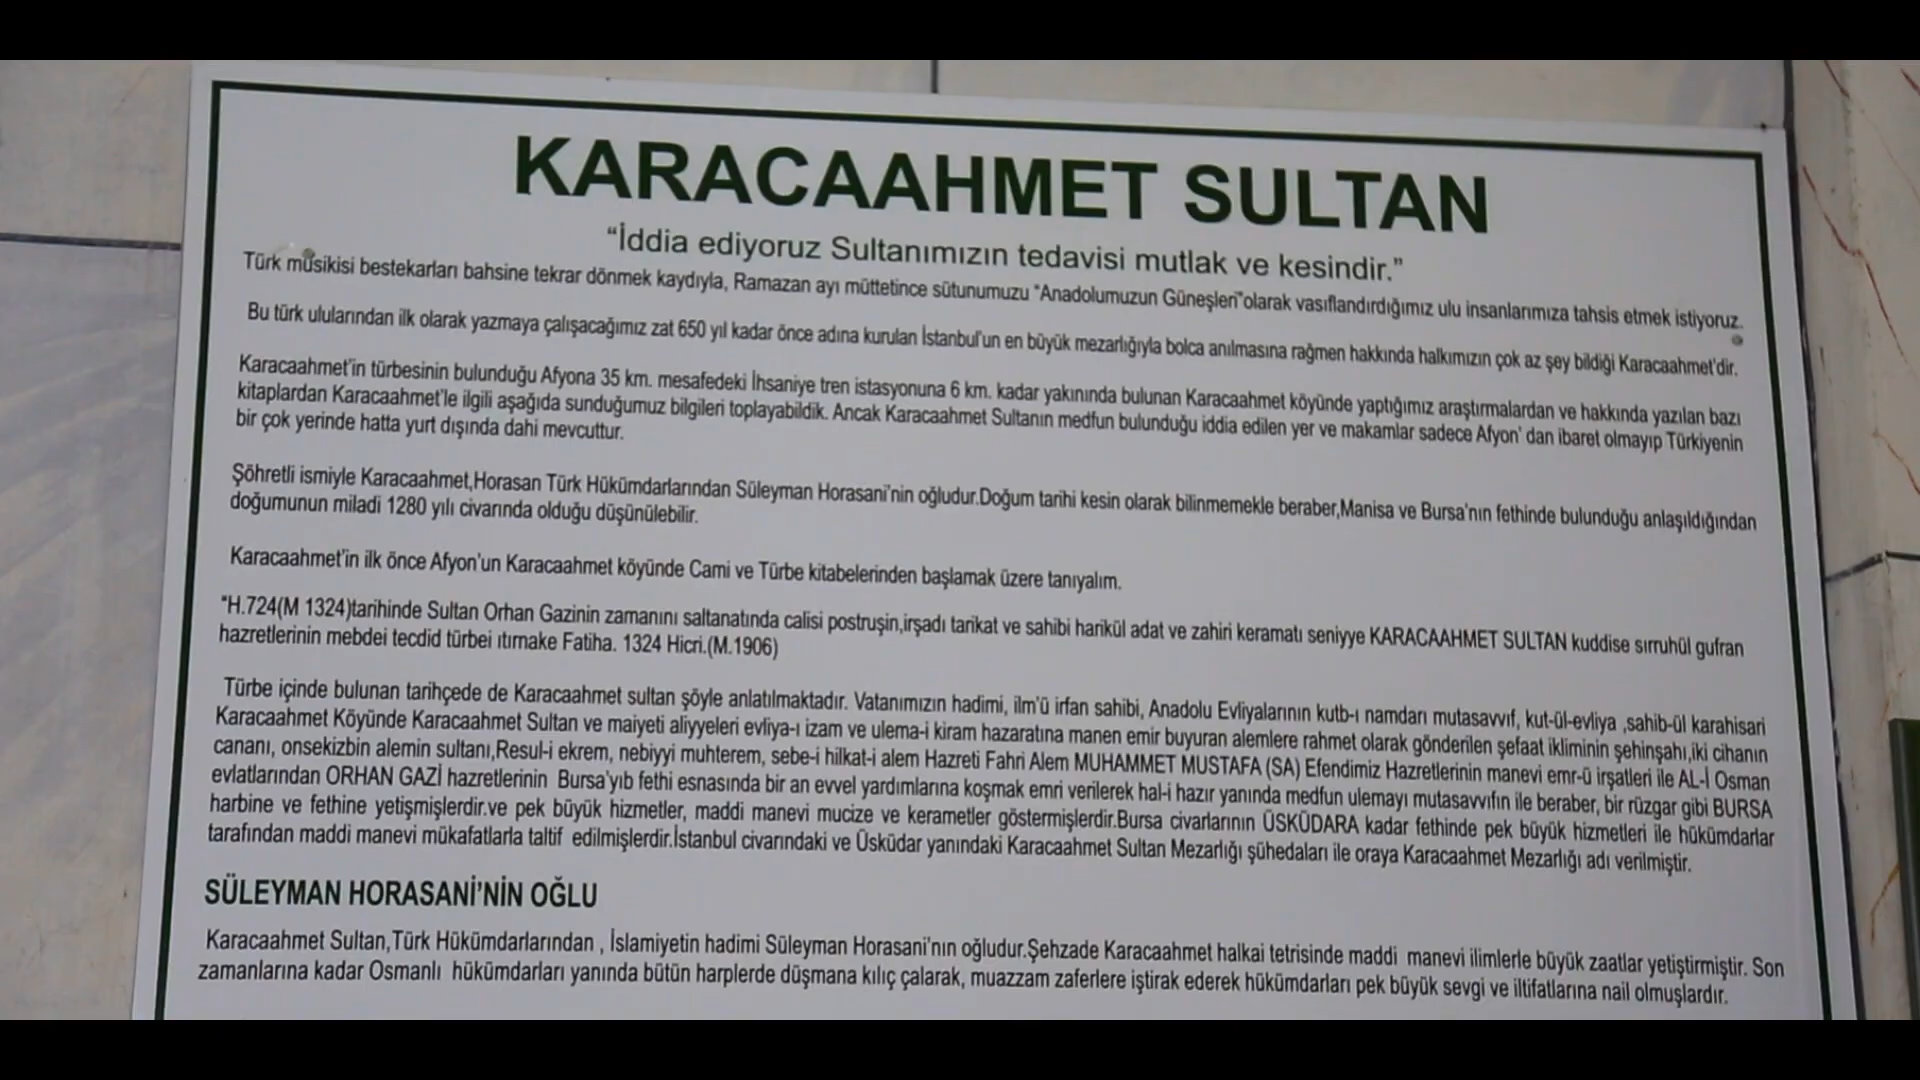 KARACAAHMET SULTAN
“İddia ediyoruz Sultanımızın tedavisi mutlak ve kesindir.”
Türk mûsikisi bestekarları bahsine tekrar dönmek kaydıyla, Ramazan ayı müttetince sütunumuzu “Anadolumuzun Güneşleri”olarak vasıflandırdığımız ulu insanlarımıza tahsis etmek istiyoruz.
Bu türk ulularından ilk olarak yazmaya çalışacağımız zat 650 yıl kadar önce adına kurulan İstanbul’un en büyük mezarlığıyla bolca anılmasına rağmen hakkında halkımızın çok az şey bildiği Karacaahmet’dir.
Karacaahmet’in türbesinin bulunduğu Afyona 35 km. mesafedeki İhsaniye tren istasyonuna 6 km. kadar yakınında bulunan Karacaahmet köyünde yaptığımız araştırmalardan ve hakkında yazılan bazı
kitaplardan Karacaahmet’le ilgili aşağıda sunduğumuz bilgileri toplayabildik. Ancak Karacaahmet Sultanın medfun bulunduğu iddia edilen yer ve makamlar sadece Afyon’ dan ibaret olmayıp Türkiyenin
bir çok yerinde hatta yurt dışında dahi mevcuttur.
Şöhretli ismiyle Karacaahmet,Horasan Türk Hükümdarlarından Süleyman Horasani’nin oğludur.Doğum tarihi kesin olarak bilinmemekle beraber,Manisa ve Bursa’nın fethinde bulunduğu anlaşıldığından
doğumunun miladi 1280 yılı civarında olduğu düşünülebilir.
Karacaahmet’in ilk önce Afyon’un Karacaahmet köyünde Cami ve Türbe kitabelerinden başlamak üzere tanıyalım.
“H.724(M 1324)tarihinde Sultan Orhan Gazinin zamanını saltanatında calisi postruşin,irşadı tarikat ve sahibi harikül adat ve zahiri keramatı seniyye KARACAAHMET SULTAN kuddise sırruhül gufran
hazretlerinin mebdei tecdid türbei ıtırnake Fatiha. 1324 Hicri.(M.1906)
Türbe içinde bulunan tarihçede de Karacaahmet sultan şöyle anlatılmaktadır. Vatanımızın hadimi, ilm’ü irfan sahibi, Anadolu Evliyalarının kutb-ı namdarı mutasavvıf, kut-ül-evliya ,sahib-ül karahisari
Karacaahmet Köyünde Karacaahmet Sultan ve maiyeti aliyyeleri evliya-ı izam ve ulema-i kiram hazaratına manen emir buyuran alemlere rahmet olarak gönderilen şefaat ikliminin şehinşahı,iki cihanın
cananı, onsekizbin alemin sultanı,Resul-i ekrem, nebiyyi muhterem, sebe-i hilkat-i alem Hazreti Fahri Alem MUHAMMET MUSTAFA (SA) Efendimiz Hazretlerinin manevi emr-ü irşatleri ile AL-İ Osman
evlatlarından ORHAN GAZİ hazretlerinin Bursa’yıb fethi esnasında bir an evvel yardımlarına koşmak emri verilerek hal-i hazır yanında medfun ulemayı mutasavvıfın ile beraber, bir rüzgar gibi BURSA
harbine ve fethine yetişmişlerdir.ve pek büyük hizmetler, maddi manevi mucize ve kerametler göstermişlerdir.Bursa civarlarının ÜSKÜDARA kadar fethinde pek büyük hizmetleri ile hükümdarlar
tarafından maddi manevi mükafatlarla taltif edilmişlerdir.İstanbul civarındaki ve Üsküdar yanındaki Karacaahmet Sultan Mezarlığı şühedaları ile oraya Karacaahmet Mezarlığı adı verilmiştir.
SÜLEYMAN HORASANİ’NİN OĞLU
Karacaahmet Sultan,Türk Hükümdarlarından , İslamiyetin hadimi Süleyman Horasani’nın oğludur.Şehzade Karacaahmet halkai tetrisinde maddi manevi ilimlerle büyük zaatlar yetiştirmiştir. Son
zamanlarına kadar Osmanlı hükümdarları yanında bütün harplerde düşmana kılıç çalarak, muazzam zaferlere iştirak ederek hükümdarları pek büyük sevgi ve iltifatlarına nail olmuşlardır.